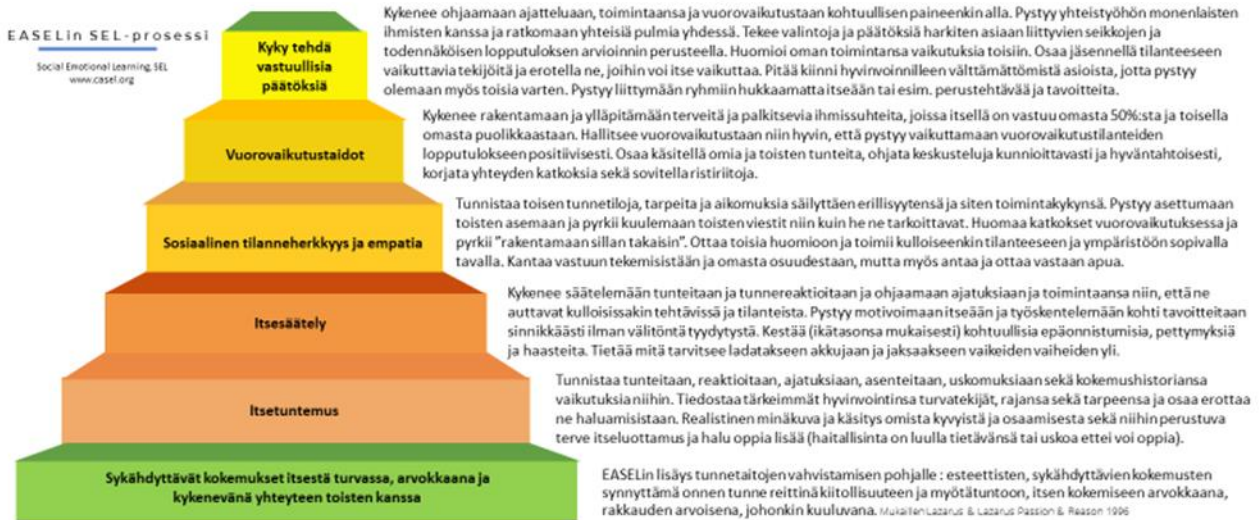 EASELin SEL-prosessi
Social Emotional Learning, SEL
www.casel.org
Kyky tehdä
vastuullisia
päätöksiä
Kykenee ohjaamaan ajatteluaan, toimintaansa ja vuorovaikutustaan kohtuullisen paineenkin alla. Pystyy yhteistyöhön monenlaisten
ihmisten kanssa ja ratkomaan yhteisiä pulmia yhdessä. Tekee valintoja ja päätöksiä harkiten asiaan liittyvien seikkojen ja
todennäköisen lopputuloksen arvioinnin perusteella. Huomioi oman toimintansa vaikutuksia toisiin. Osaa jäsennellä tilanteeseen
vaikuttavia tekijöitä ja erotella ne, joihin voi itse vaikuttaa. Pitää kiinni hyvinvoinnilleen välttämättömistä asioista, jotta pystyy
olemaan myös toisia varten. Pystyy liittymään ryhmiin hukkaamatta itseään tai esim. perustehtävää ja tavoitteita.
Vuorovaikutustaidot
Kykenee rakentamaan ja ylläpitämään terveitä ja palkitsevia ihmissuhteita, joissa itsellä on vastuu omasta 50%:sta ja toisella
omasta puolikkaastaan. Hallitsee vuorovaikutustaan niin hyvin, että pystyy vaikuttamaan vuorovaikutustilanteiden
lopputulokseen positiivisesti. Osaa käsitellä omia ja toisten tunteita, ohjata keskusteluja kunnioittavasti ja hyväntahtoisesti,
korjata yhteyden katkoksia sekä sovitella ristiriitoja.
Sosiaalinen tilanneherkkyys ja empatia
Tunnistaa toisen tunnetiloja, tarpeita ja aikomuksia säilyttäen erillisyytensä ja siten toimintakykynsä. Pystyy asettumaan
toisten asemaan ja pyrkii kuulemaan toisten viestit niin kuin he ne tarkoittavat. Huomaa katkokset vuorovaikutuksessa ja
pyrkii "rakentamaan sillan takaisin". Ottaa toisia huomioon ja toimii kulloiseenkin tilanteeseen ja ympäristöön sopivalla
tavalla. Kantaa vastuun tekemisistään ja omasta osuudestaan, mutta myös antaa ja ottaa vastaan apua.
Itsesäätely
Kykenee säätelemään tunteitaan ja tunnereaktioitaan ja ohjaamaan ajatuksiaan ja toimintaansa niin, että ne
auttavat kulloisissakin tehtävissä ja tilanteista. Pystyy motivoimaan itseään ja työskentelemään kohti tavoitteitaan
sinnikkäästi ilman välitöntä tyydytystä. Kestää (ikätasonsa mukaisesti) kohtuullisia epäonnistumisia, pettymyksiä
ja haasteita. Tietää mitä tarvitsee ladatakseen akkujaan ja jaksaakseen vaikeiden vaiheiden yli.
Itsetuntemus
Tunnistaa tunteitaan, reaktioitaan, ajatuksiaan, asenteitaan, uskomuksiaan sekä kokemushistoriansa
vaikutuksia niihin. Tiedostaa tärkeimmät hyvinvointinsa turvatekijät, rajansa sekä tarpeensa ja osaa erottaa
ne haluamisistaan. Realistinen minäkuva ja käsitys omista kyvyistä ja osaamisesta sekä niihin perustuva
terve itseluottamus ja halu oppia lisää (haitallisinta on luulla tietävänsä tai uskoa ettei voi oppia).
Sykähdyttävät kokemukset itsestä turvassa, arvokkaana ja
kykenevänä yhteyteen toisten kanssa
EASELin lisäys tunnetaitojen vahvistamisen pohjalle : esteettisten, sykähdyttävien kokemusten
synnyttämä onnen tunne reittinä kiitollisuuteen ja myötätuntoon, itsen kokemiseen arvokkaana,
rakkauden arvoisena, johonkin kuuluvana. Mukaillen Lazarus & Lazarus Passion & Reason 1996